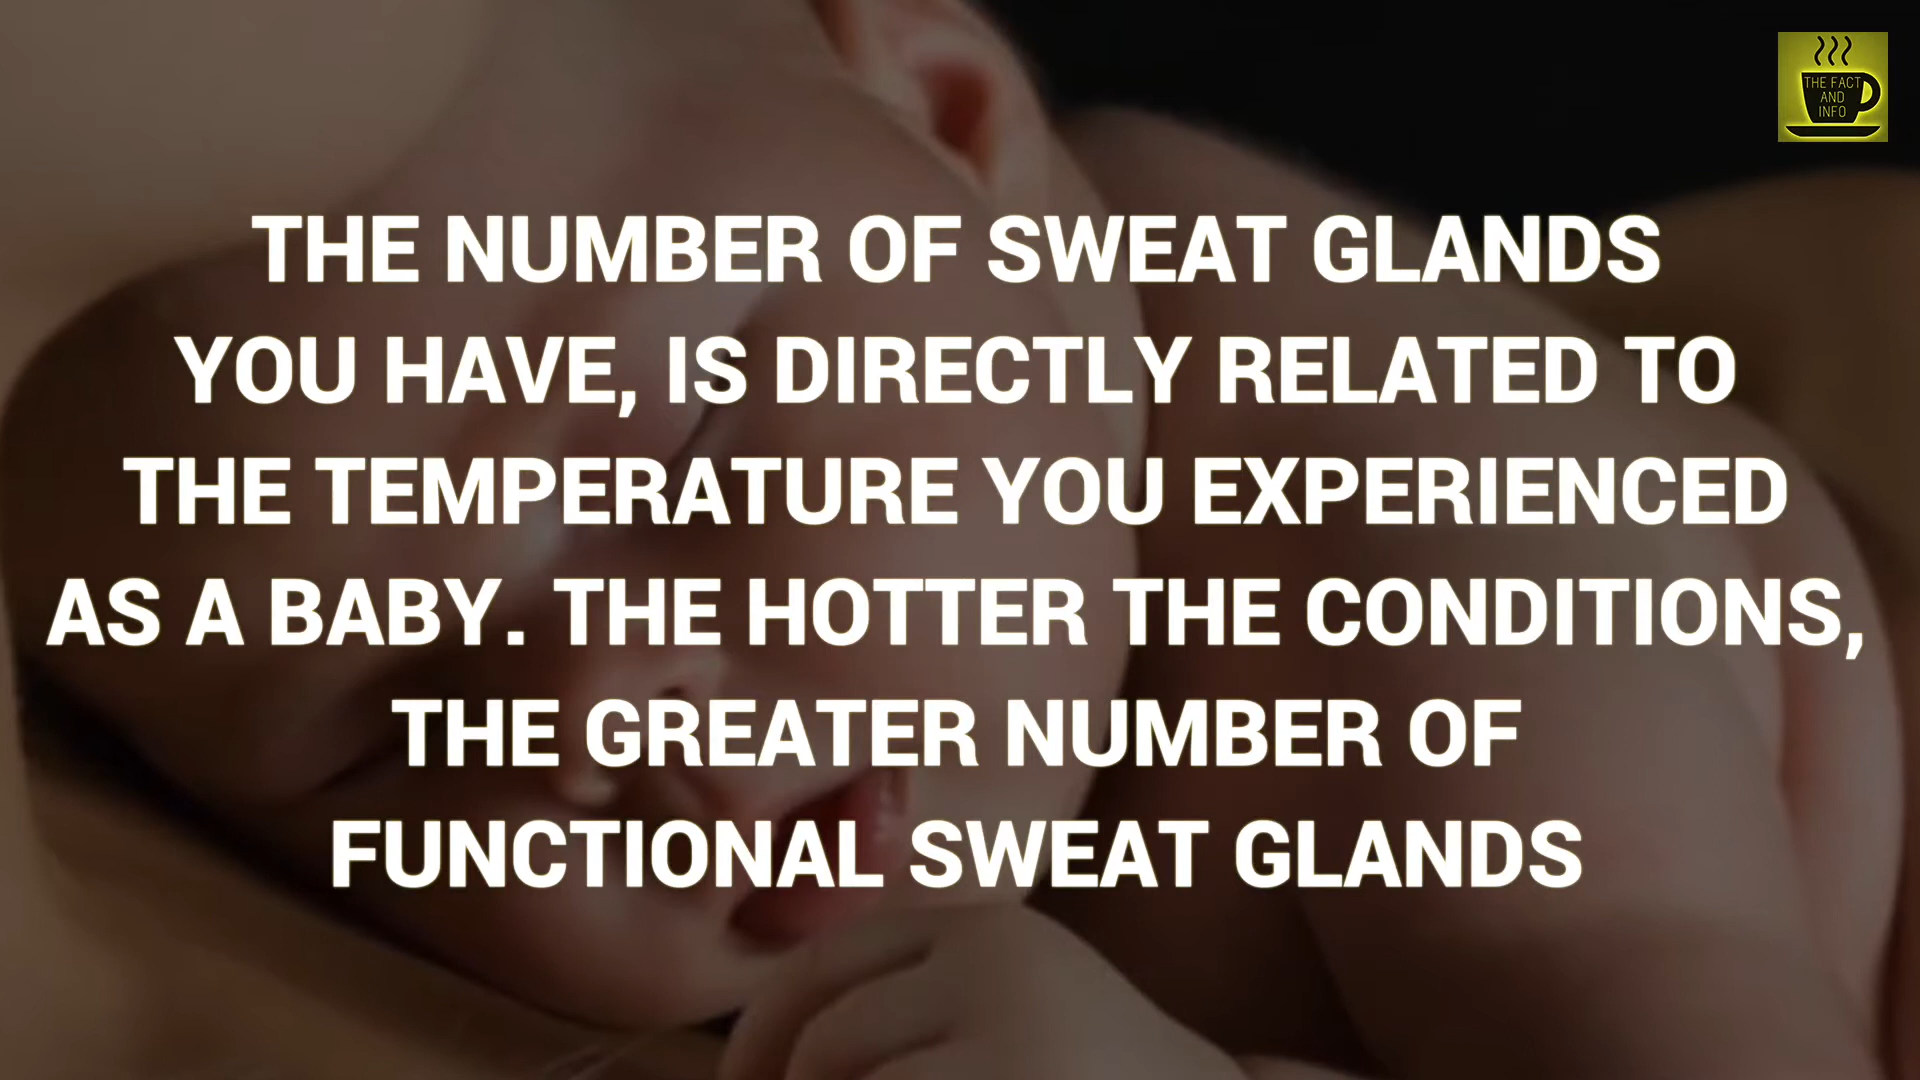 THE FACT
AND
INFO
THE NUMBER OF SWEAT GLANDS
YOU HAVE, IS DIRECTLY RELATED TO
THE TEMPERATURE YOU EXPERIENCED
AS A BABY. THE HOTTER THE CONDITIONS,
THE GREATER NUMBER OF
FUNCTIONAL SWEAT GLANDS